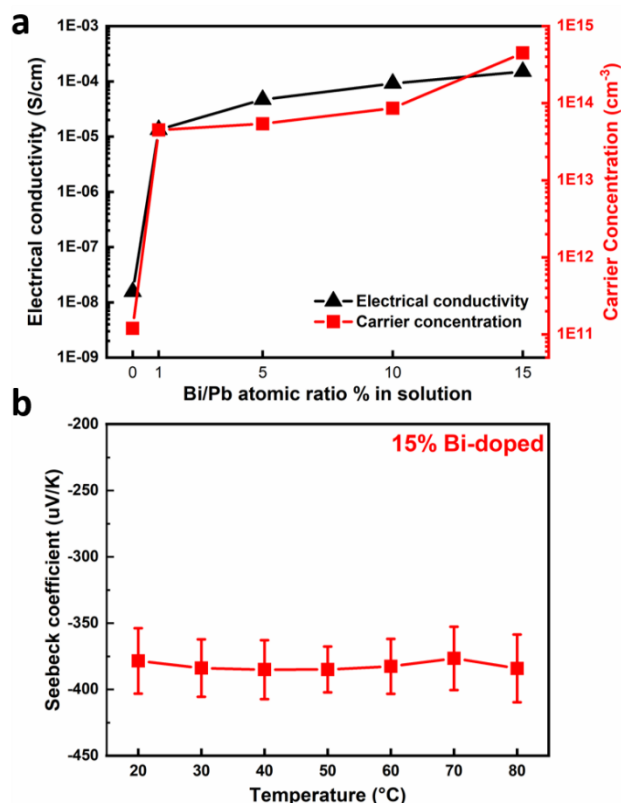 a
1E-03
1E-04
1E-05
1E-06
1E-07
1E-08
1E-09
Electrical conductivity (S/cm)
1E15
1E14
1E13
1E12
1E11
Carrier Concentration (cm⁻³)
Electrical conductivity
Carrier concentration
0 1 5 10 15
Bi/Pb atomic ratio % in solution
b
15% Bi-doped
-200
-250
-300
-350
-400
-450
Seebeck coefficient (uV/K)
20 30 40 50 60 70 80
Temperature (°C)